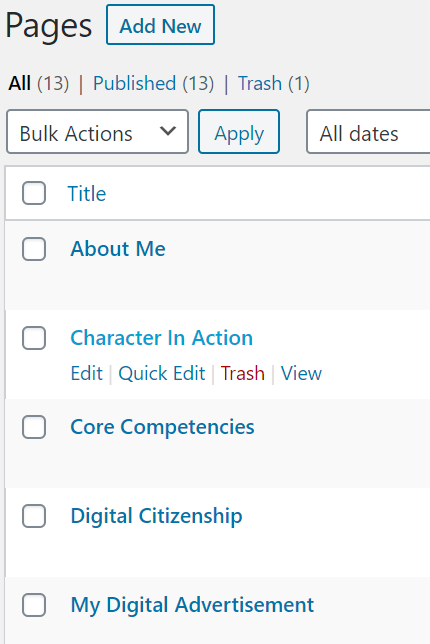 Pages Add New
All (13) | Published (13) | Trash (1)
Bulk Actions Apply All dates
Title
About Me
Character In Action
Edit | Quick Edit | Trash | View
Core Competencies
Digital Citizenship
My Digital Advertisement